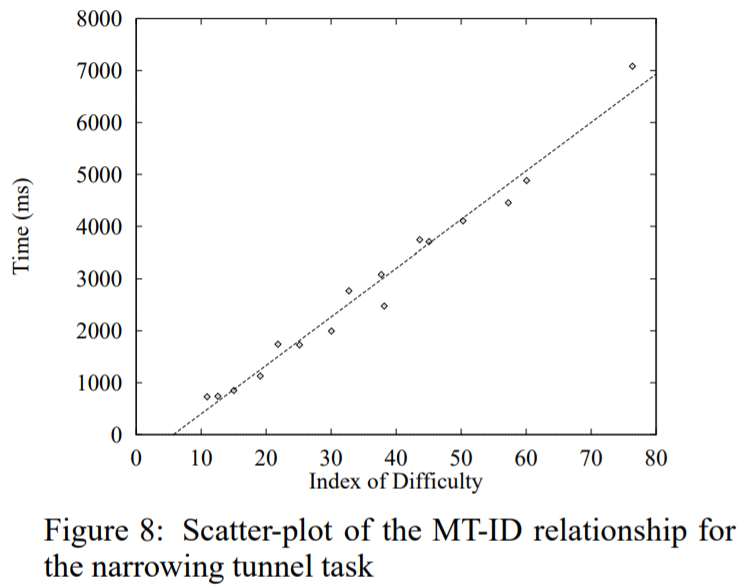 8000
7000
6000
5000
4000
3000
2000
1000
0
Time (ms)
0 10 20 30 40 50 60 70 80
Index of Difficulty
Figure 8: Scatter-plot of the MT-ID relationship for
the narrowing tunnel task